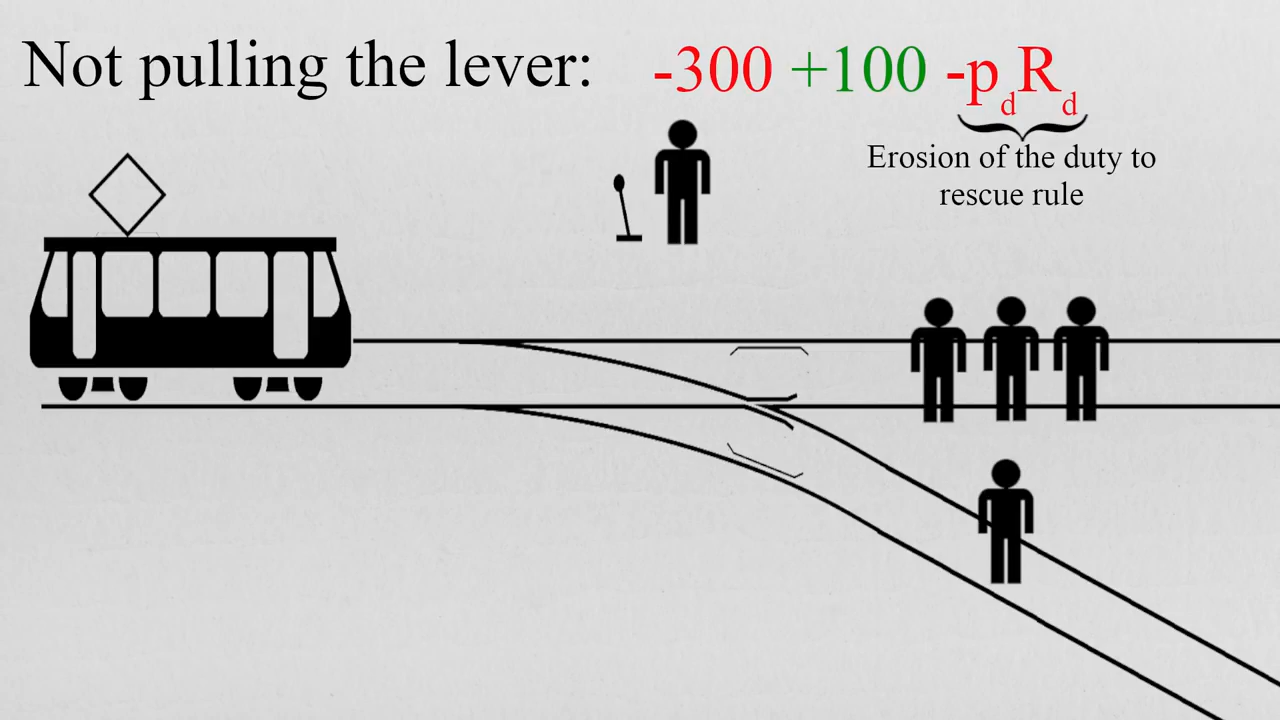 Not pulling the lever: -300 +100 -pdRd
Erosion of the duty to
rescue rule